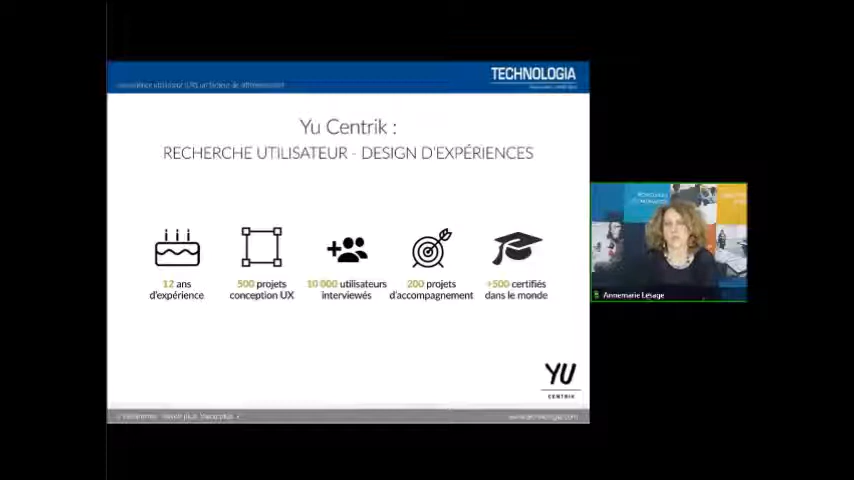 TECHNOLOGIA
Yu Centrik :
RECHERCHE UTILISATEUR - DESIGN D'EXPÉRIENCES
12 ans
d'expérience
500 projets
conception UX
10 000 utilisateurs
interviewés
200 projets
d'accompagnement
+500 certifiés
dans le monde
Annemarie Lesage
YU
CENTRIK